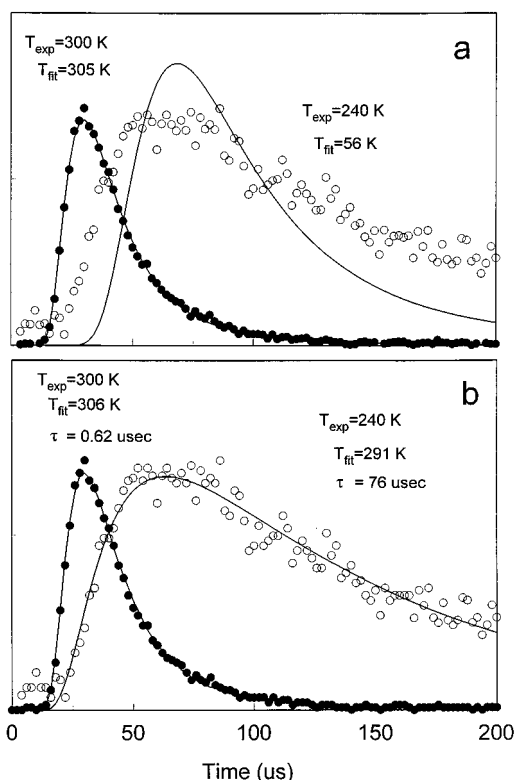 a
T_exp=300 K
T_fit=305 K
T_exp=240 K
T_fit=56 K
b
T_exp=300 K
T_fit=306 K
τ = 0.62 usec
T_exp=240 K
T_fit=291 K
τ = 76 usec
0 50 100 150 200
Time (us)